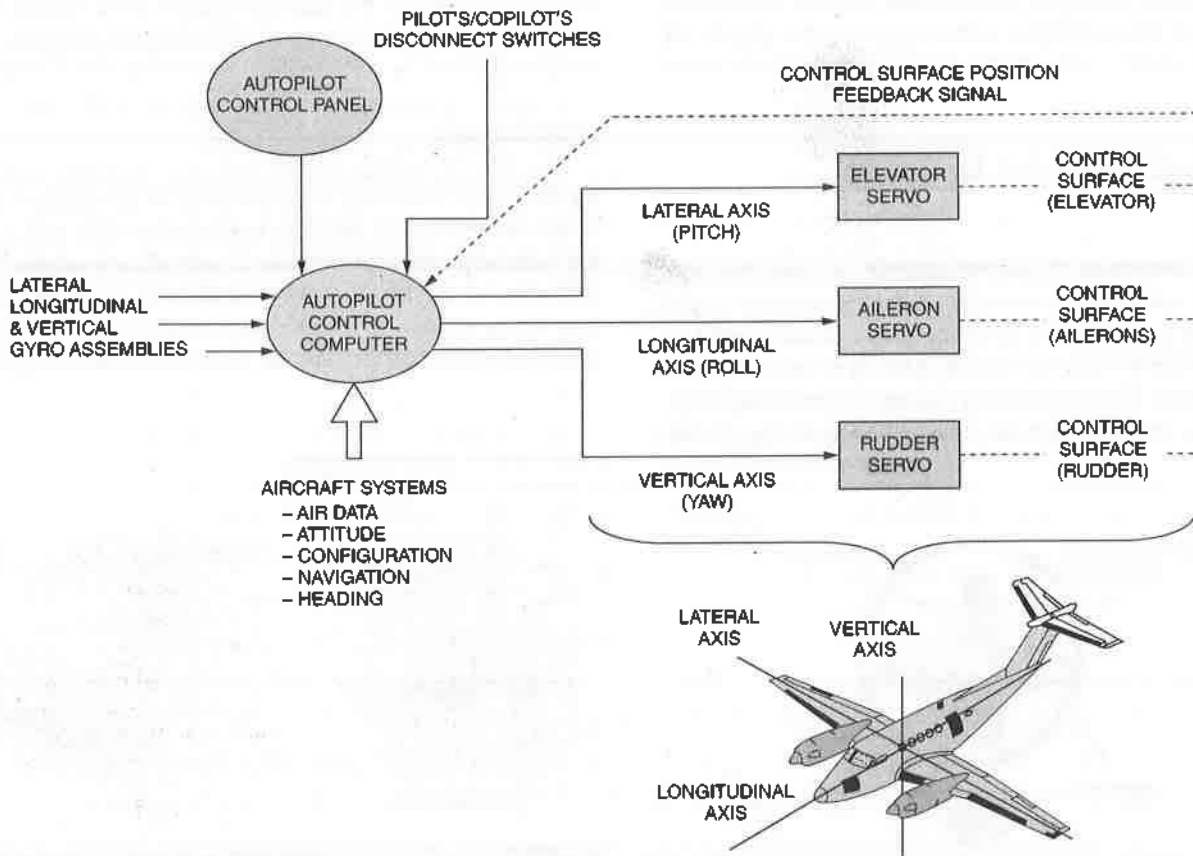 PILOT'S/COPILOT'S
DISCONNECT SWITCHES
AUTOPILOT
CONTROL PANEL
CONTROL SURFACE POSITION
FEEDBACK SIGNAL
ELEVATOR
SERVO
CONTROL
SURFACE
(ELEVATOR)
LATERAL AXIS
(PITCH)
LATERAL
LONGITUDINAL
& VERTICAL
GYRO ASSEMBLIES
AUTOPILOT
CONTROL
COMPUTER
AILERON
SERVO
CONTROL
SURFACE
(AILERONS)
LONGITUDINAL
AXIS (ROLL)
RUDDER
SERVO
CONTROL
SURFACE
(RUDDER)
VERTICAL AXIS
(YAW)
AIRCRAFT SYSTEMS
– AIR DATA
– ATTITUDE
– CONFIGURATION
– NAVIGATION
– HEADING
LATERAL
AXIS
VERTICAL
AXIS
LONGITUDINAL
AXIS